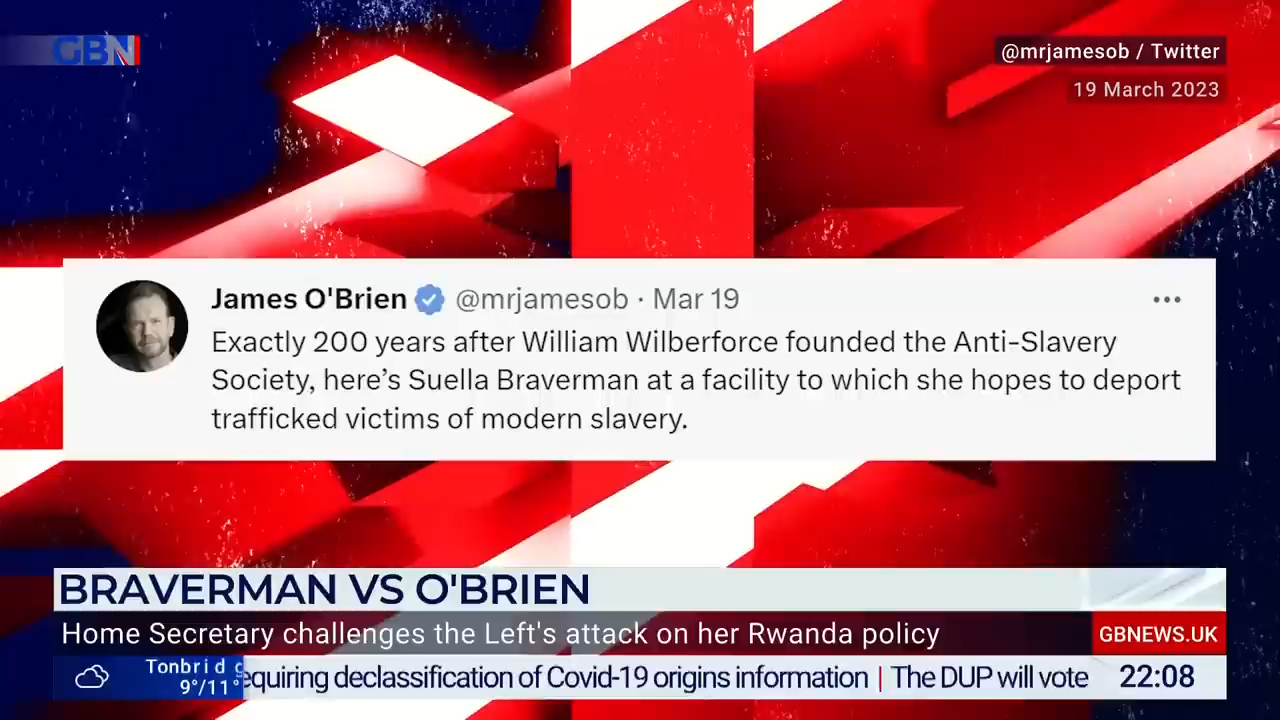 GBN
@mrjamesob / Twitter
19 March 2023
James O'Brien @mrjamesob · Mar 19
Exactly 200 years after William Wilberforce founded the Anti-Slavery
Society, here's Suella Braverman at a facility to which she hopes to deport
trafficked victims of modern slavery.
BRAVERMAN VS O'BRIEN
Home Secretary challenges the Left's attack on her Rwanda policy
GBNEWS.UK
Tonbridg
9°/11°
equiring declassification of Covid-19 origins information | The DUP will vote
22:08